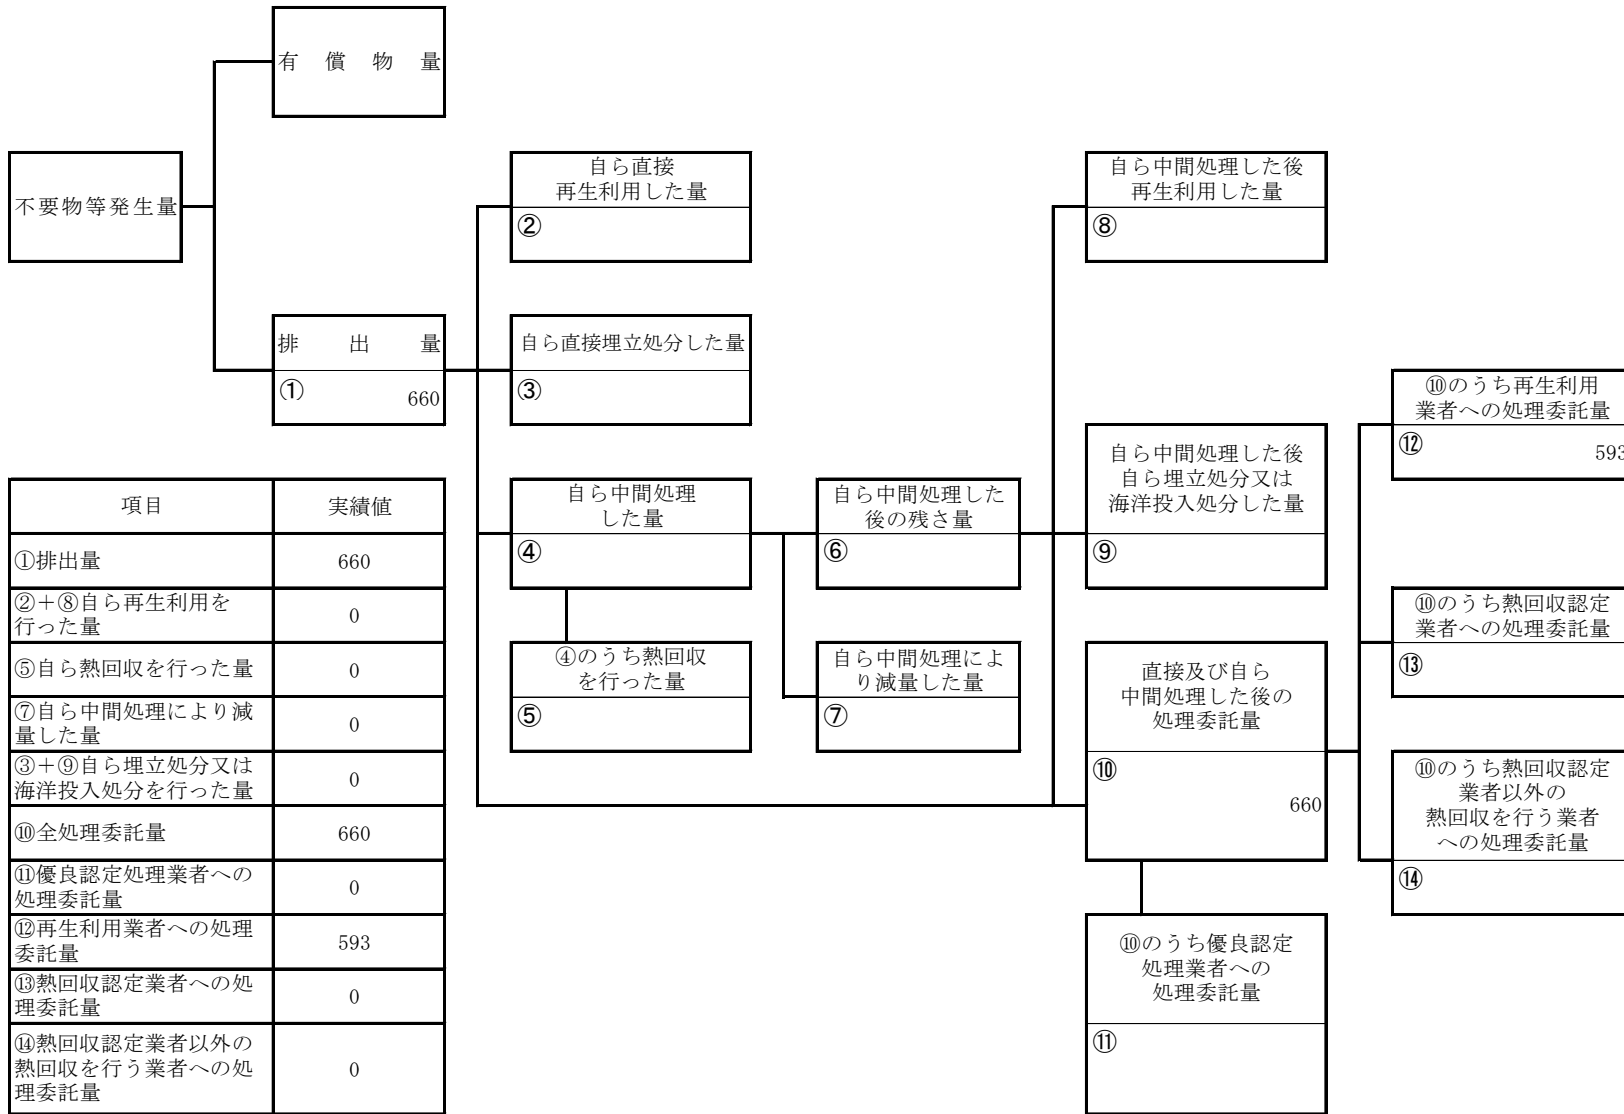 有償物量
不要物等発生量
排出量
①
660
自ら直接
再生利用した量
②
自ら直接埋立処分した量
③
自ら中間処理
した量
④
④のうち熱回収
を行った量
⑤
自ら中間処理した
後の残さ量
⑥
自ら中間処理によ
り減量した量
⑦
自ら中間処理した後
再生利用した量
⑧
自ら中間処理した後
自ら埋立処分又は
海洋投入処分した量
⑨
直接及び自ら
中間処理した後の
処理委託量
⑩
660
⑩のうち優良認定
処理業者への
処理委託量
⑪
⑩のうち再生利用
業者への処理委託量
⑫
593
⑩のうち熱回収認定
業者への処理委託量
⑬
⑩のうち熱回収認定
業者以外の
熱回収を行う業者
への処理委託量
⑭
項目 実績値
①排出量 660
②+⑧自ら再生利用を
行った量 0
⑤自ら熱回収を行った量 0
⑦自ら中間処理により減
量した量 0
③+⑨自ら埋立処分又は
海洋投入処分を行った量 0
⑩全処理委託量 660
⑪優良認定処理業者への
処理委託量 0
⑫再生利用業者への処理
委託量 593
⑬熱回収認定業者への処
理委託量 0
⑭熱回収認定業者以外の
熱回収を行う業者への処
理委託量 0